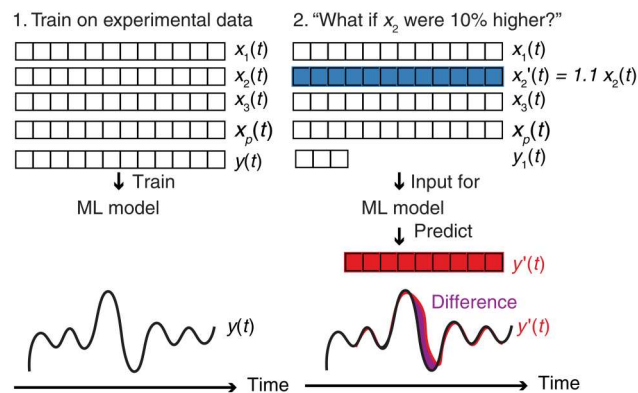 1. Train on experimental data
x₁(t)
x₂(t)
x₃(t)
xₚ(t)
y(t)
Train
ML model
y(t)
Time
2. “What if x₂ were 10% higher?”
x₁(t)
x₂'(t) = 1.1 x₂(t)
x₃(t)
xₚ(t)
y₁(t)
Input for
ML model
Predict
y'(t)
Difference
y'(t)
Time